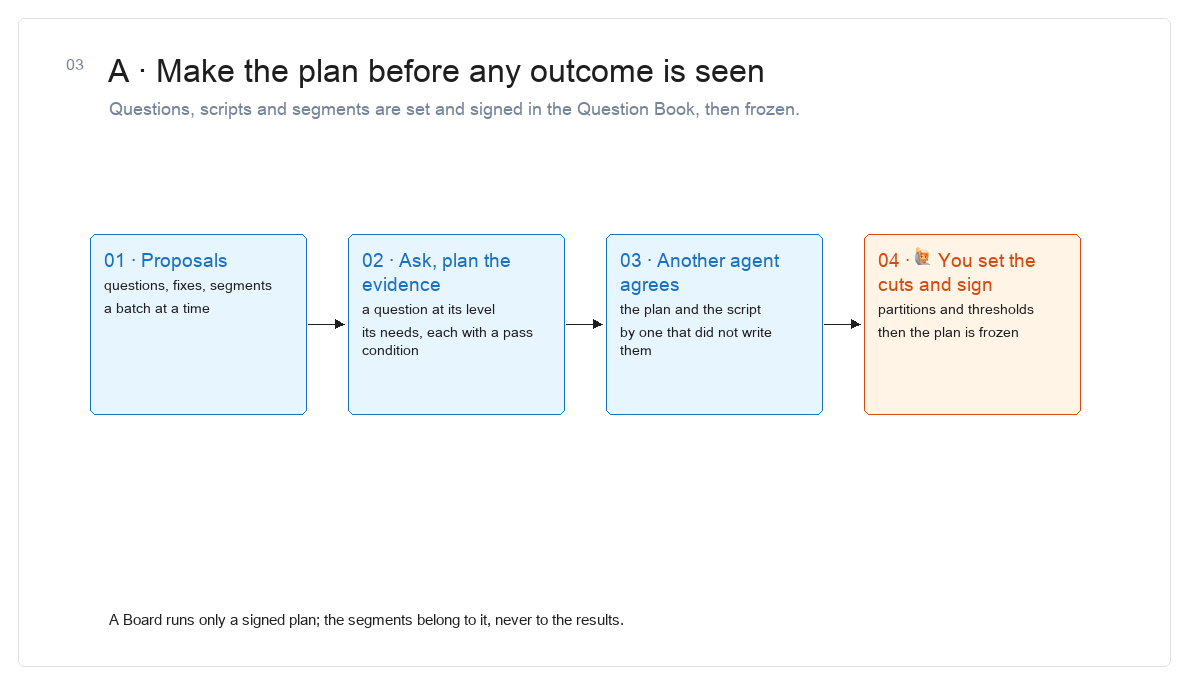 03
A · Make the plan before any outcome is seen
Questions, scripts and segments are set and signed in the Question Book, then frozen.
01 · Proposals
questions, fixes, segments
a batch at a time
02 · Ask, plan the
evidence
a question at its level
its needs, each with a pass
condition
03 · Another agent
agrees
the plan and the script
by one that did not write
them
04 · 🙋 You set the
cuts and sign
partitions and thresholds
then the plan is frozen
A Board runs only a signed plan; the segments belong to it, never to the results.